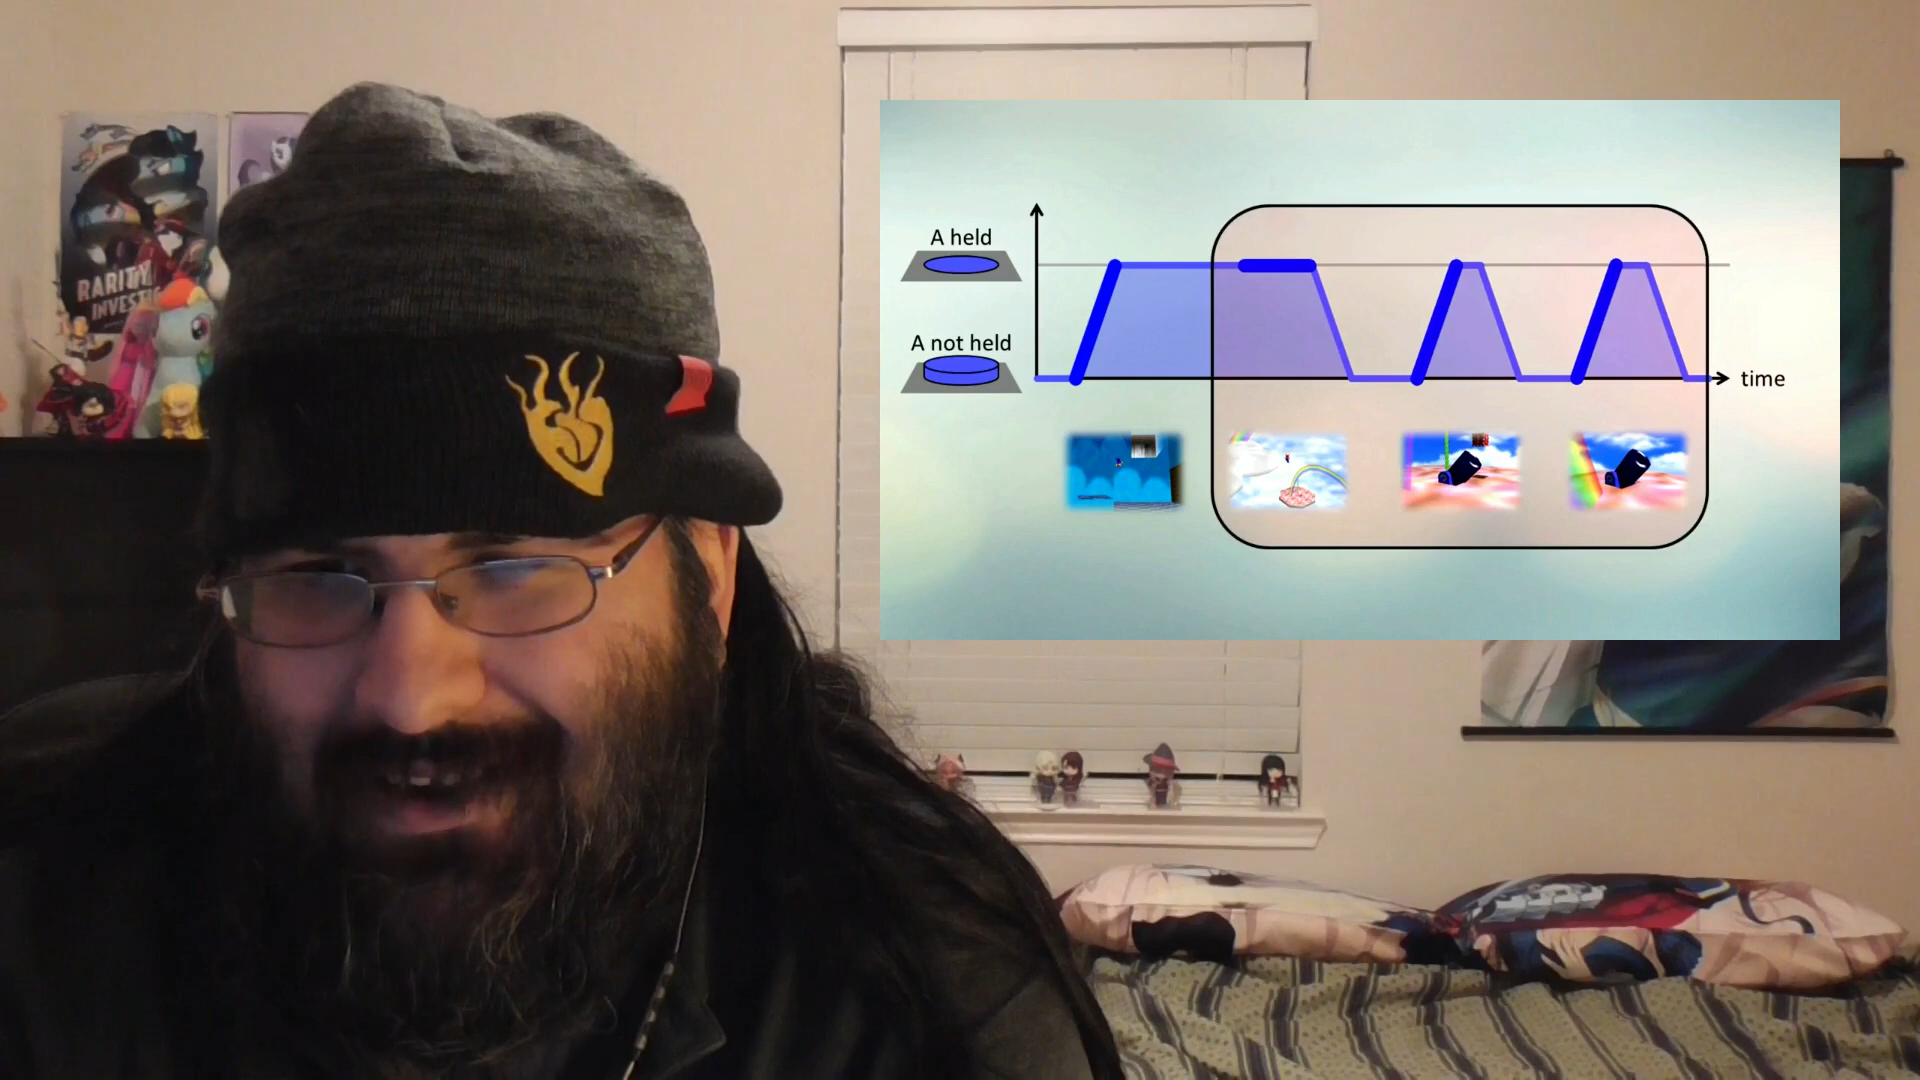 RARITY
INVESTI
A held
A not held
time